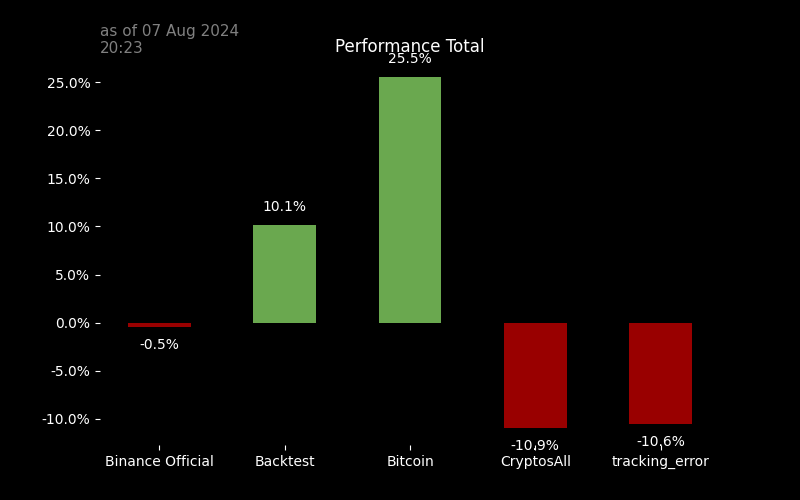 as of 07 Aug 2024
20:23
Performance Total
25.5%
25.0%
20.0%
15.0%
10.1%
10.0%
5.0%
0.0%
-0.5%
-5.0%
-10.0%
-10.9%
-10.6%
Binance Official
Backtest
Bitcoin
CryptosAll
tracking_error